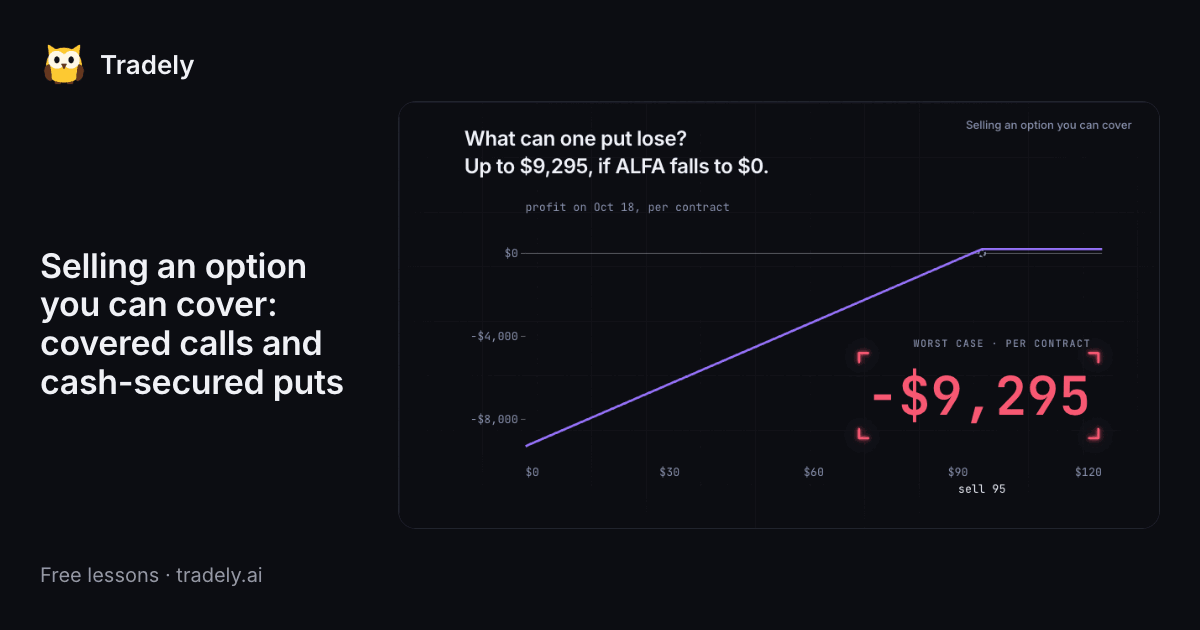 Tradely
Selling an option
you can cover:
covered calls and
cash-secured puts
Free lessons · tradely.ai
Selling an option you can cover
What can one put lose?
Up to $9,295, if ALFA falls to $0.
profit on Oct 18, per contract
$0
-$4,000
-$8,000
WORST CASE · PER CONTRACT
-$9,295
$0 $30 $60 $90 $120
sell 95